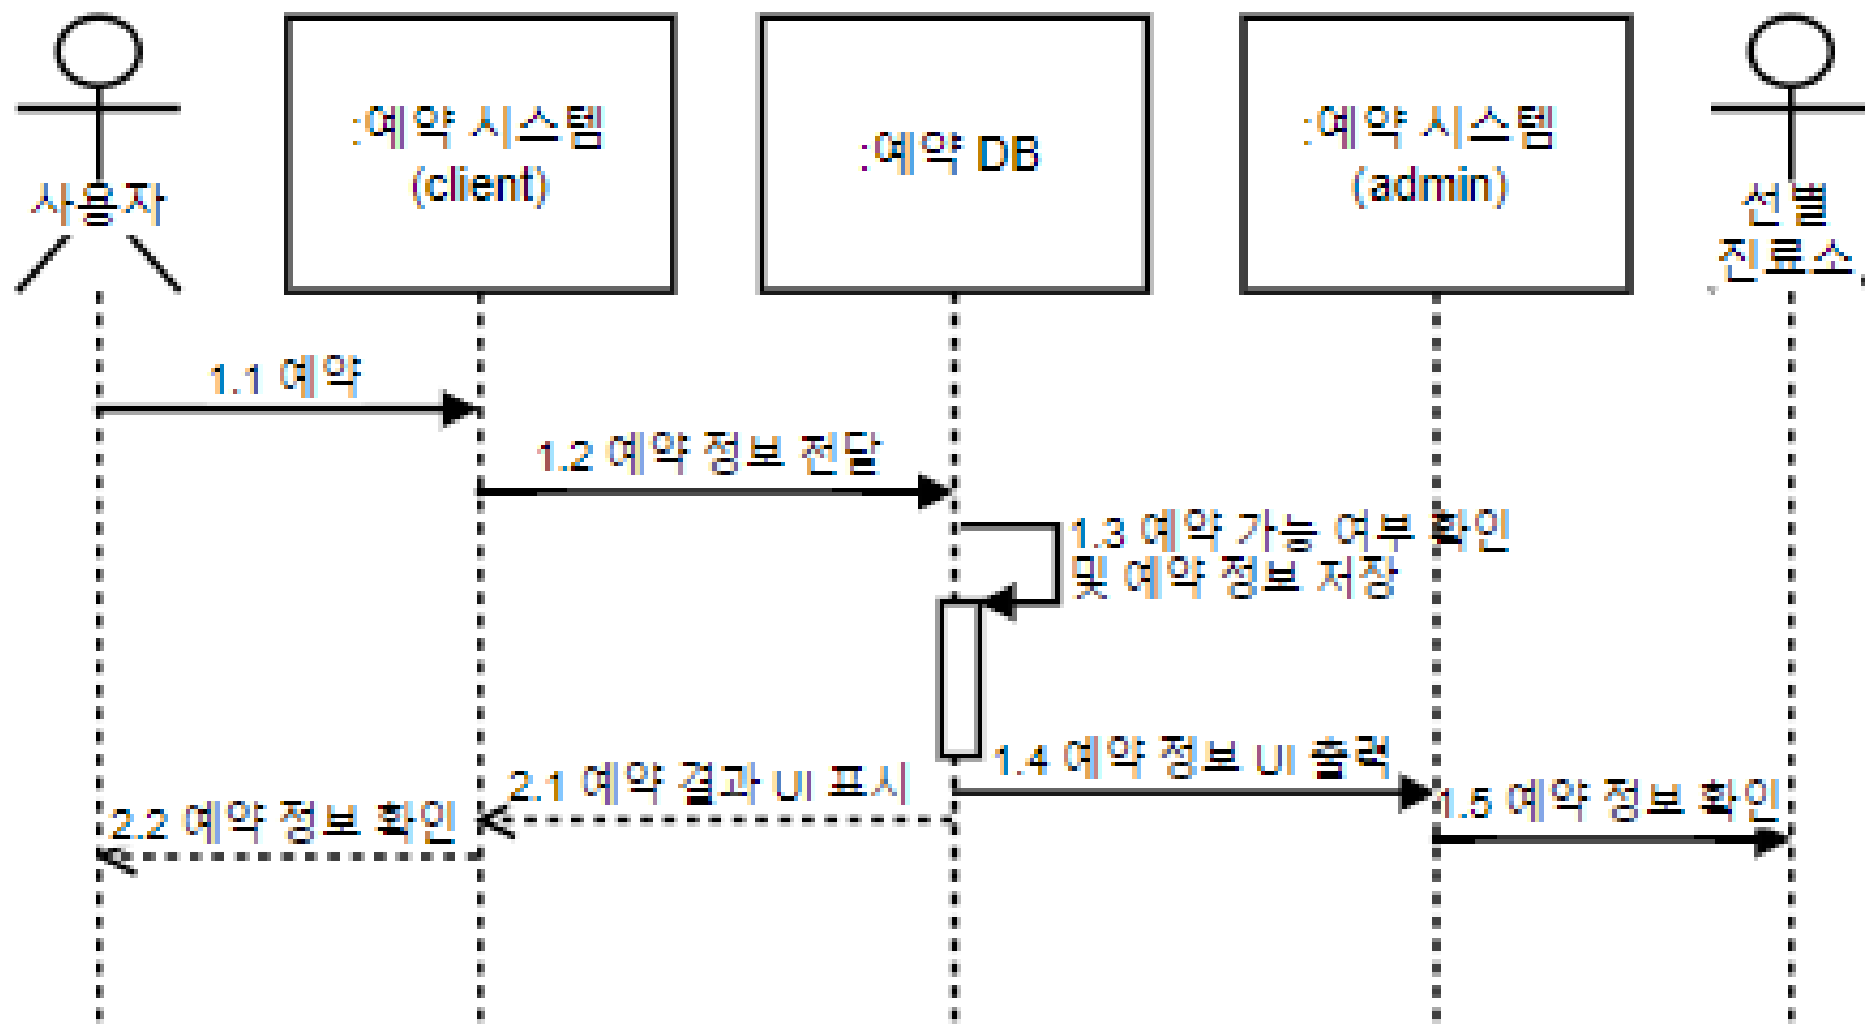 사용자
:예약 시스템
(client)
:예약 DB
:예약 시스템
(admin)
선별
진료소
1.1 예약
1.2 예약 정보 전달
1.3 예약 가능 여부 확인
및 예약 정보 저장
1.4 예약 정보 UI 출력
1.5 예약 정보 확인
2.1 예약 결과 UI 표시
2.2 예약 정보 확인